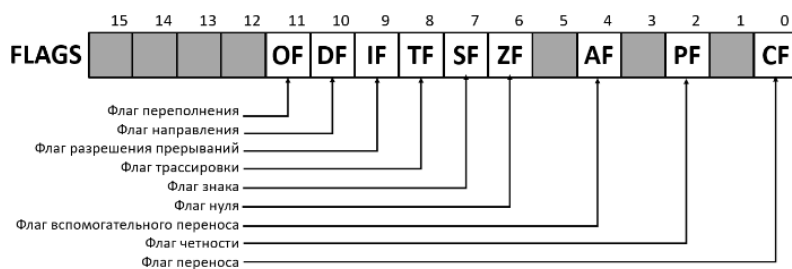 15 14 13 12 11 10 9 8 7 6 5 4 3 2 1 0
FLAGS OF DF IF TF SF ZF AF PF CF
Флаг переполнения
Флаг направления
Флаг разрешения прерываний
Флаг трассировки
Флаг знака
Флаг нуля
Флаг вспомогательного переноса
Флаг четности
Флаг переноса